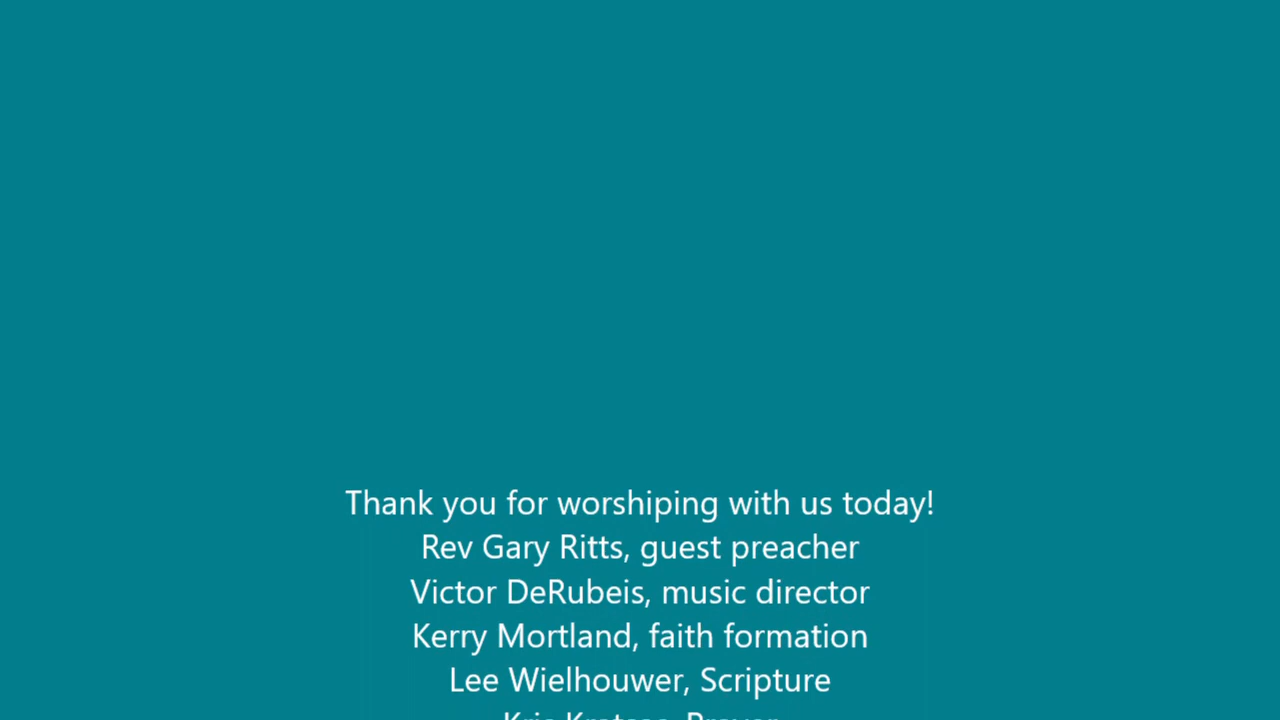 Thank you for worshiping with us today!
Rev Gary Ritts, guest preacher
Victor DeRubeis, music director
Kerry Mortland, faith formation
Lee Wielhouwer, Scripture